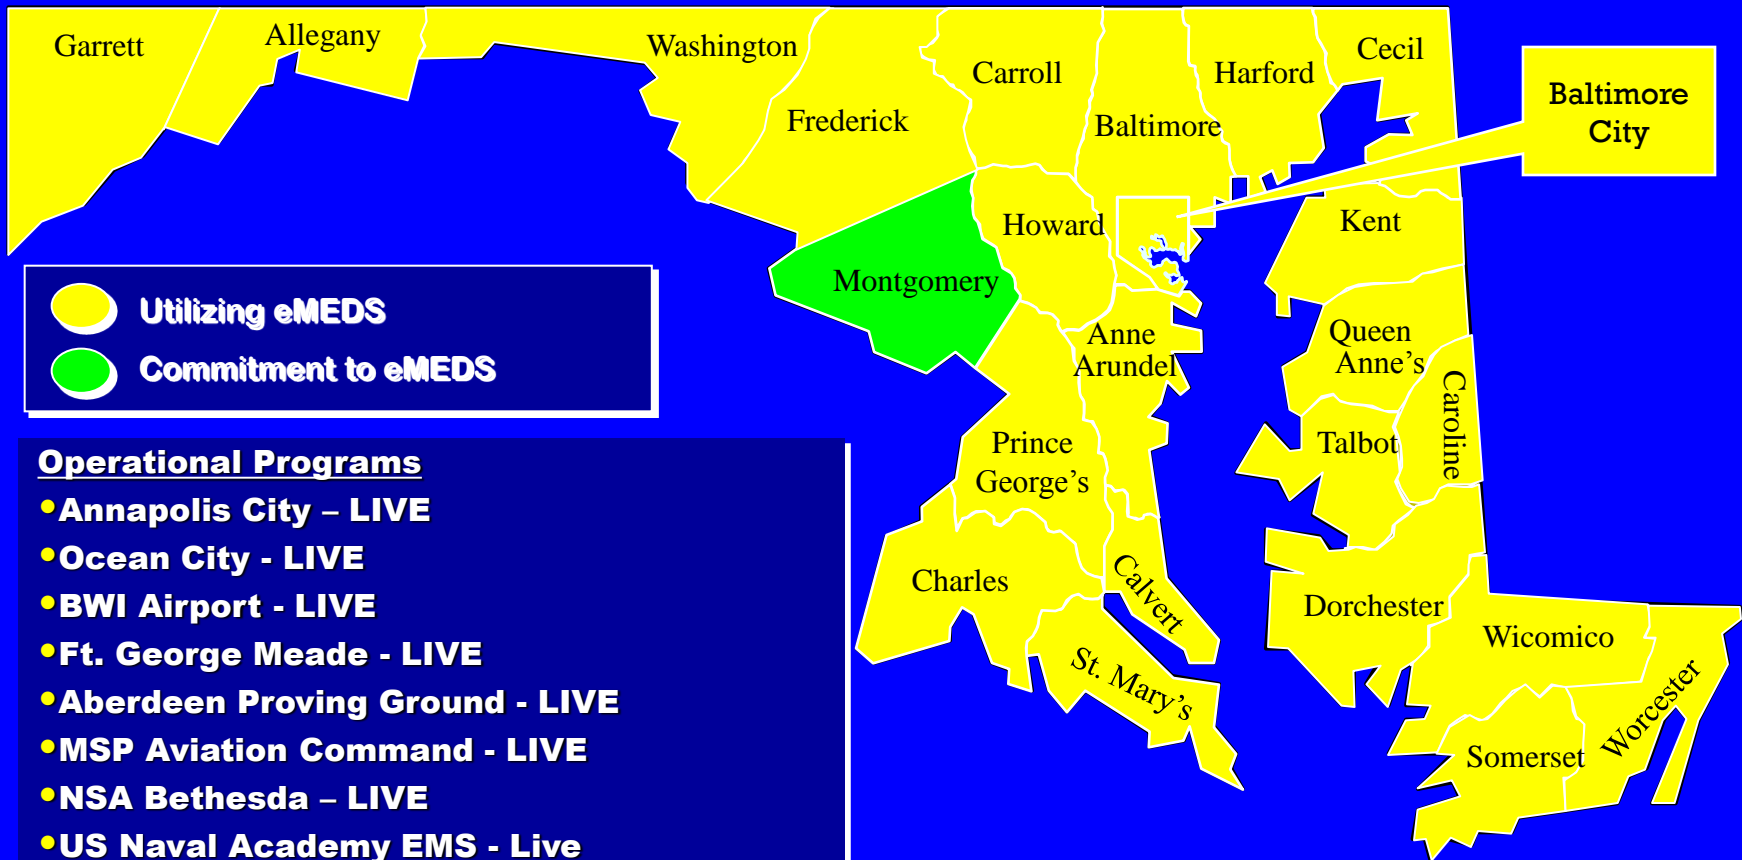 Garrett
Allegany
Washington
Frederick
Carroll
Baltimore
Harford
Cecil
Baltimore
City
Howard
Kent
Montgomery
Anne
Arundel
Queen
Anne’s
Caroline
Talbot
Prince
George’s
Charles
Calvert
St. Mary’s
Dorchester
Wicomico
Worcester
Somerset
Utilizing eMEDS
Commitment to eMEDS
Operational Programs
•Annapolis City – LIVE
•Ocean City - LIVE
•BWI Airport - LIVE
•Ft. George Meade - LIVE
•Aberdeen Proving Ground - LIVE
•MSP Aviation Command - LIVE
•NSA Bethesda – LIVE
•US Naval Academy EMS - Live